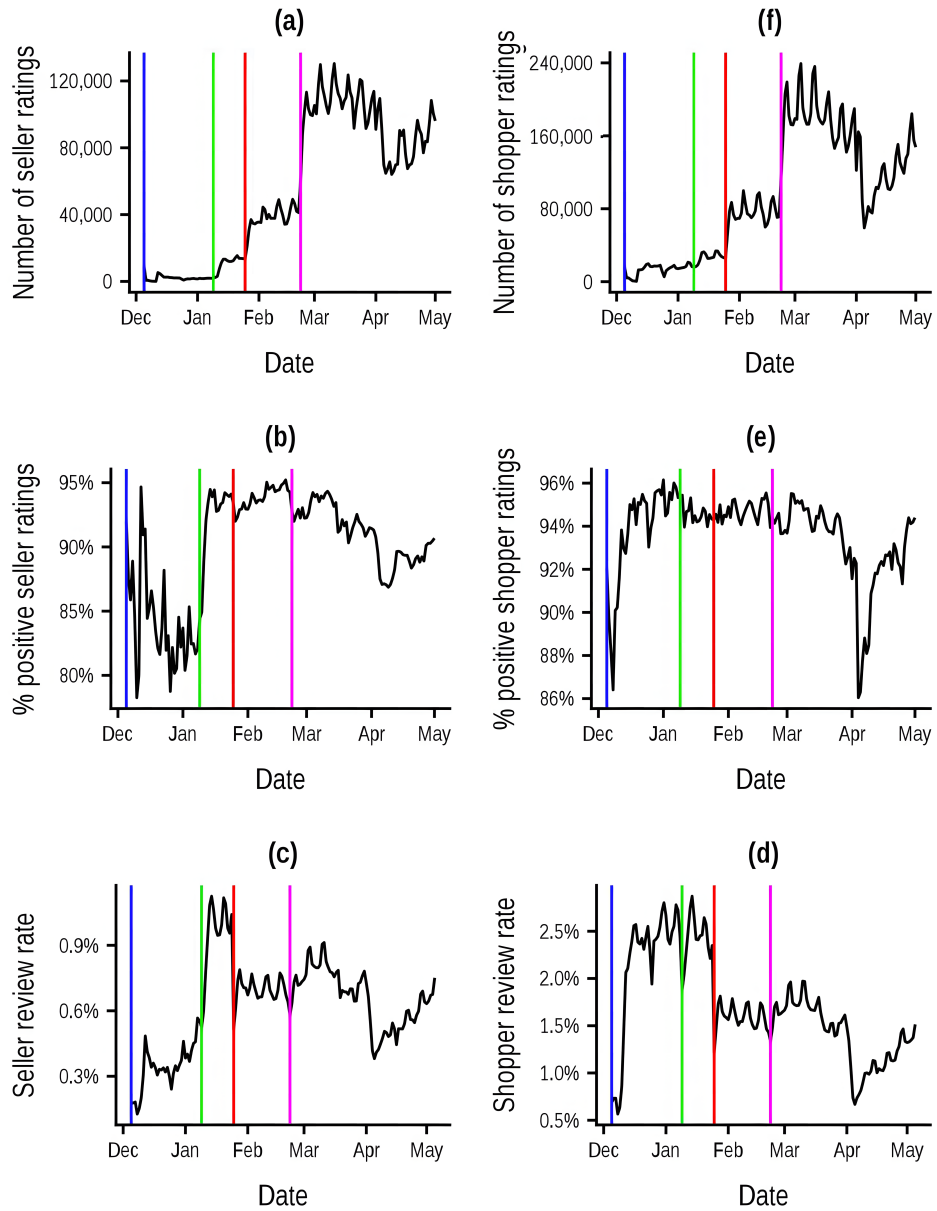 (a)
Number of seller ratings
120,000
80,000
40,000
0
Dec Jan Feb Mar Apr May
Date
(f)
Number of shopper ratings
240,000
160,000
80,000
0
Dec Jan Feb Mar Apr May
Date
(b)
% positive seller ratings
95%
90%
85%
80%
Dec Jan Feb Mar Apr May
Date
(e)
% positive shopper ratings
96%
94%
92%
90%
88%
86%
Dec Jan Feb Mar Apr May
Date
(c)
Seller review rate
0.9%
0.6%
0.3%
Dec Jan Feb Mar Apr May
Date
(d)
Shopper review rate
2.5%
2.0%
1.5%
1.0%
0.5%
Dec Jan Feb Mar Apr May
Date